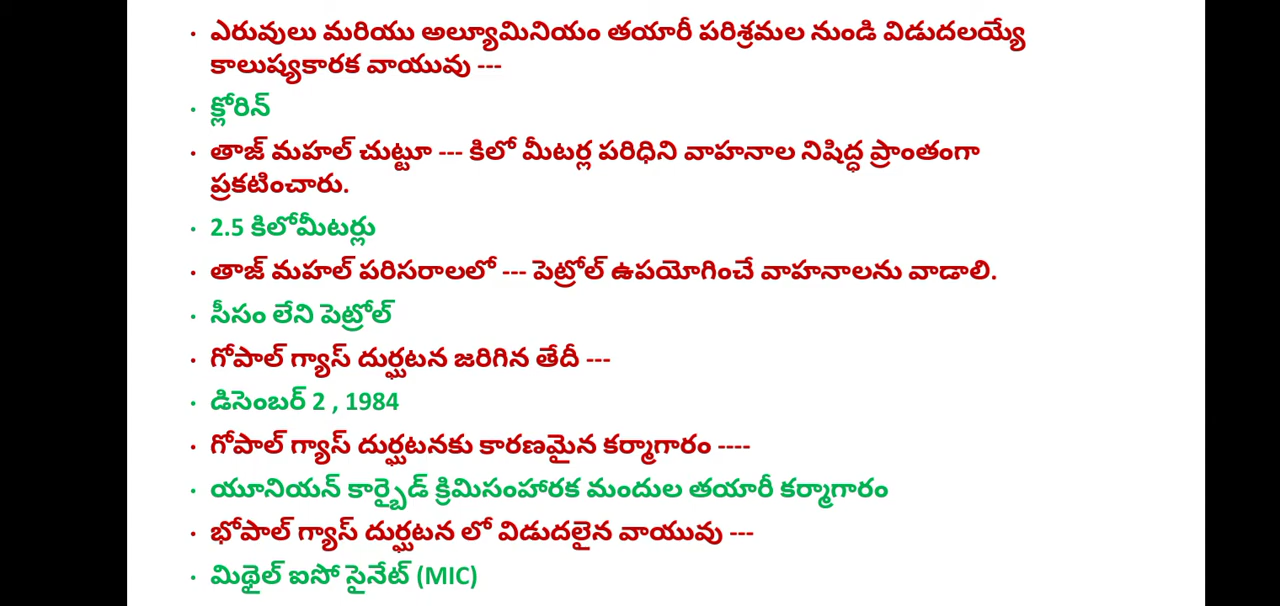 • ఎరువులు మరియు అల్యూమినియం తయారీ పరిశ్రమల నుండి విడుదలయ్యే
కాలుష్యకారక వాయువు ---
• క్లోరిన్
• తాజ్ మహల్ చుట్టూ --- కిలో మీటర్ల పరిధిని వాహనాల నిషిద్ధ ప్రాంతంగా
ప్రకటించారు.
• 2.5 కిలోమీటర్లు
• తాజ్ మహల్ పరిసరాలలో --- పెట్రోల్ ఉపయోగించే వాహనాలను వాడాలి.
• సీసం లేని పెట్రోల్
• గోపాల్ గ్యాస్ దుర్ఘటన జరిగిన తేదీ ---
• డిసెంబర్ 2 , 1984
• గోపాల్ గ్యాస్ దుర్ఘటనకు కారణమైన కర్మాగారం ----
• యూనియన్ కార్బైడ్ క్రిమిసంహారక మందుల తయారీ కర్మాగారం
• భోపాల్ గ్యాస్ దుర్ఘటన లో విడుదలైన వాయువు ---
• మిథైల్ ఐసో సైనేట్ (MIC)